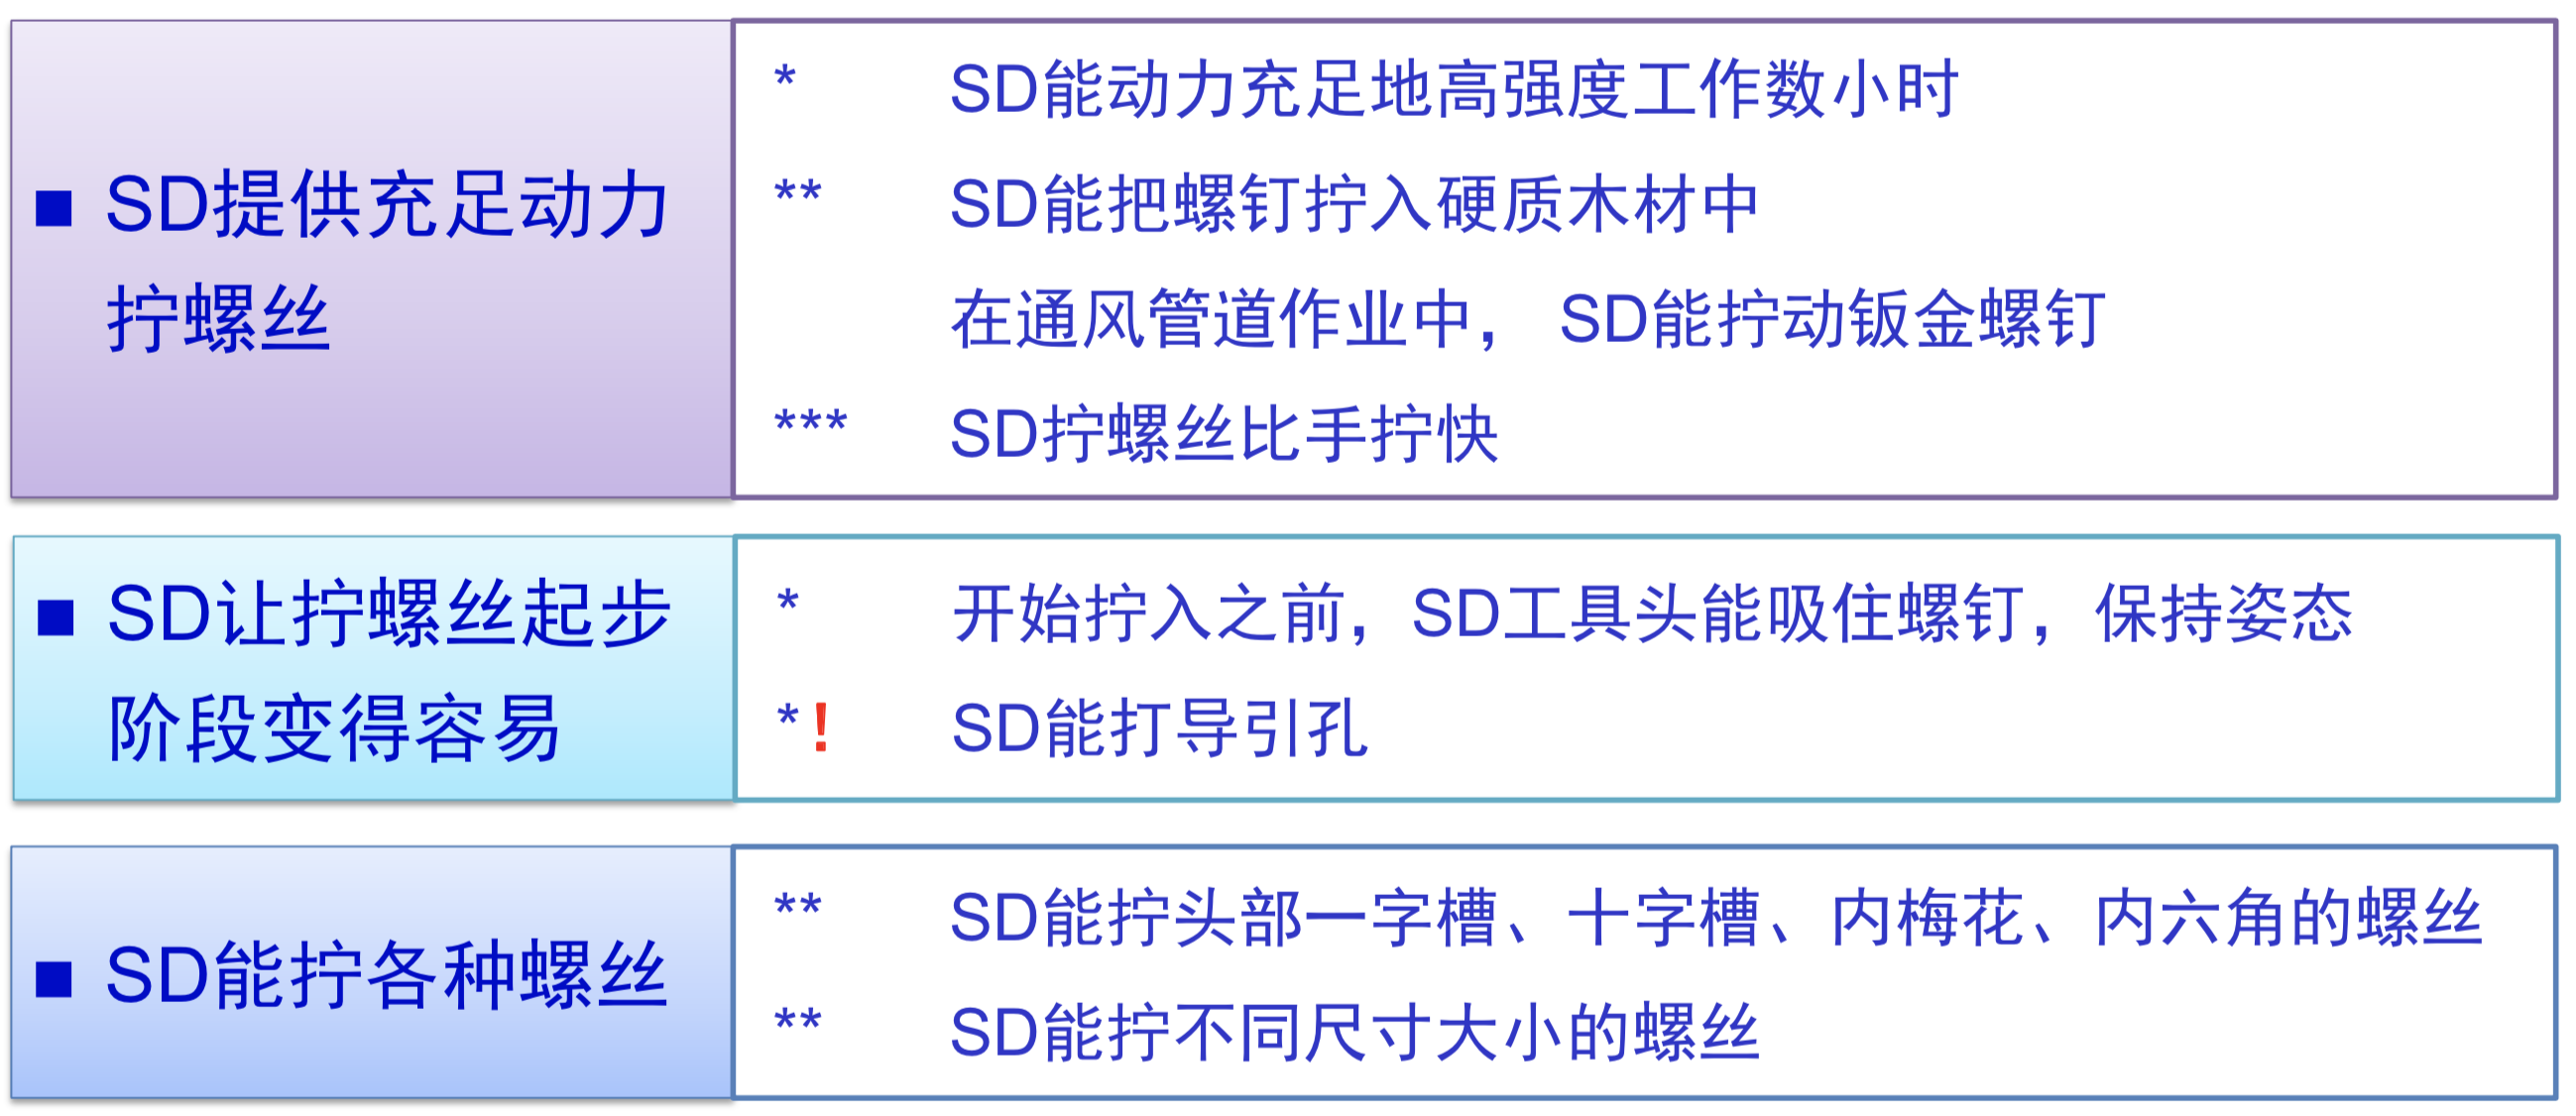 ■ SD提供充足动力
拧螺丝
* SD能动力充足地高强度工作数小时
** SD能把螺钉拧入硬质木材中
在通风管道作业中， SD能拧动钣金螺钉
*** SD拧螺丝比手拧快
■ SD让拧螺丝起步
阶段变得容易
* 开始拧入之前，SD工具头能吸住螺钉，保持姿态
*! SD能打导引孔
■ SD能拧各种螺丝
** SD能拧头部一字槽、十字槽、内梅花、内六角的螺丝
** SD能拧不同尺寸大小的螺丝